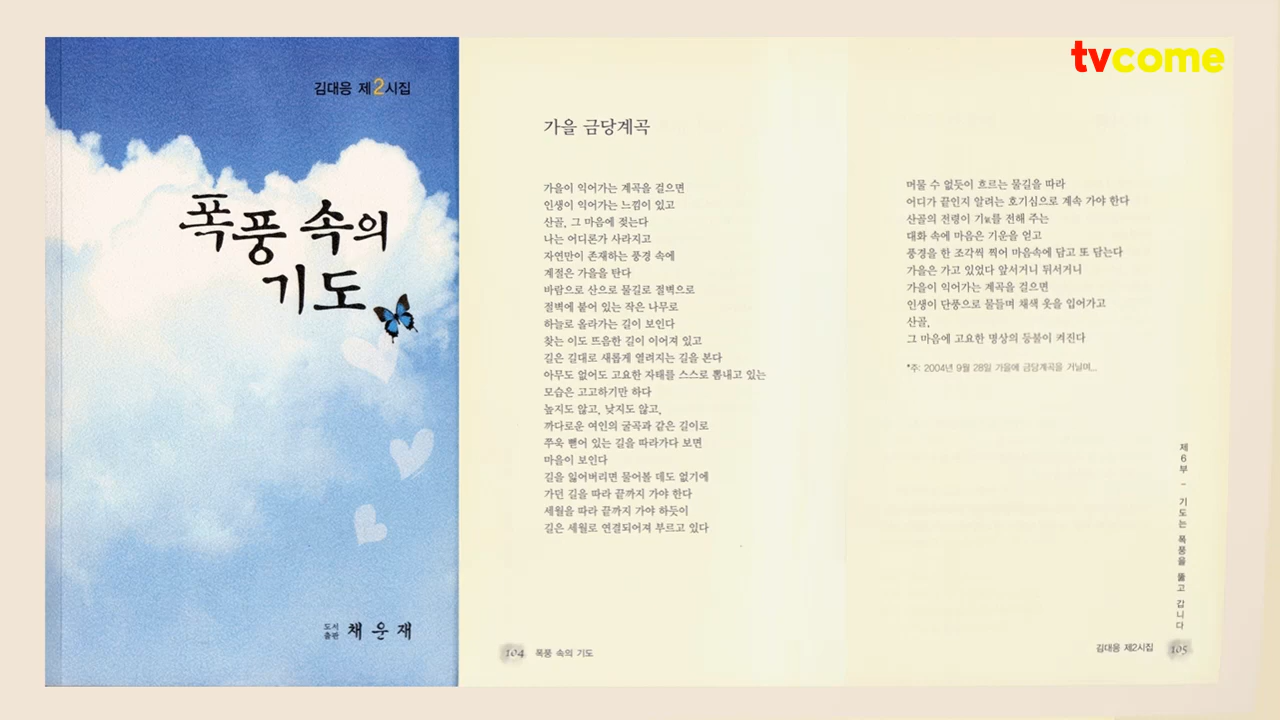 tvcome
김대응 제2시집
폭풍 속의
기도
도서
출판 채운재
가을 금당계곡
가을이 익어가는 계곡을 걸으면
인생이 익어가는 느낌이 있고
산골, 그 마음에 젖는다
나는 어디론가 사라지고
자연만이 존재하는 풍경 속에
계절은 가을을 탄다
바람으로 산으로 물길로 절벽으로
절벽에 붙어 있는 작은 나무로
하늘로 올라가는 길이 보인다
찾는 이도 뜨음한 길이 이어져 있고
길은 길대로 새롭게 열려지는 길을 본다
아무도 없어도 고요한 자태를 스스로 뽐내고 있는
모습은 고고하기만 하다
높지도 않고, 낮지도 않고,
까다로운 여인의 굴곡과 같은 길이로
쭈욱 뻗어 있는 길을 따라가다 보면
마을이 보인다
길을 잃어버리면 물어볼 데도 없기에
가던 길을 따라 끝까지 가야 한다
세월을 따라 끝까지 가야 하듯이
길은 세월로 연결되어져 부르고 있다
104 폭풍 속의 기도
머물 수 없듯이 흐르는 물길을 따라
어디가 끝인지 알려는 호기심으로 계속 가야 한다
산골의 전령이 기氣를 전해 주는
대화 속에 마음은 기운을 얻고
풍경을 한 조각씩 찍어 마음속에 담고 또 담는다
가을은 가고 있었다 앞서거니 뒤서거니
가을이 익어가는 계곡을 걸으면
인생이 단풍으로 물들며 채색 옷을 입어가고
산골,
그 마음에 고요한 명상의 등불이 켜진다
*주: 2004년 9월 28일 가을에 금당계곡을 거닐며...
제6부 - 기도는 폭풍을 뚫고 갑니다
김대응 제2시집 105